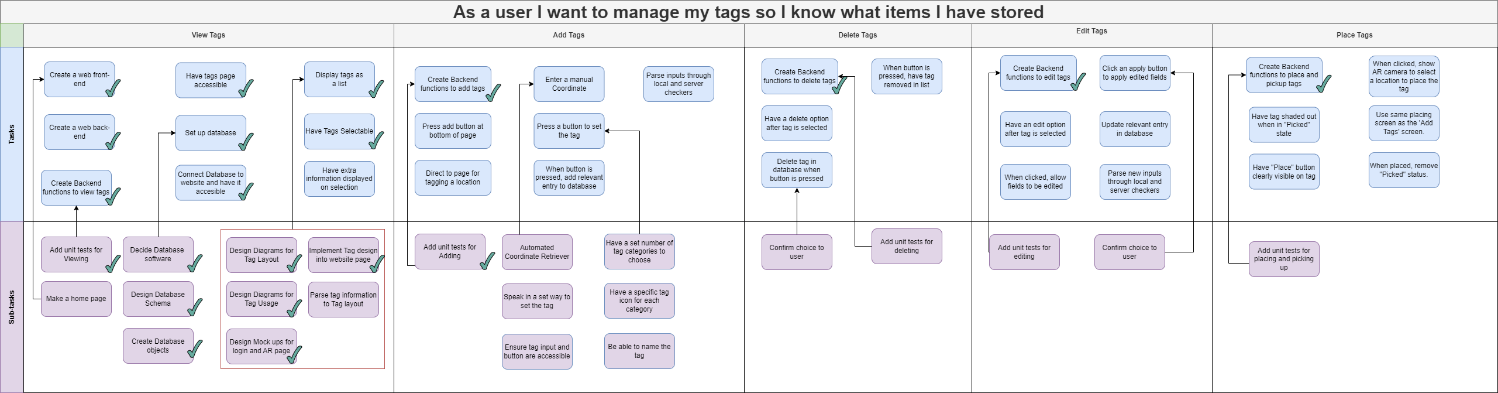 As a user I want to manage my tags so I know what items I have stored
View Tags
Add Tags
Delete Tags
Edit Tags
Place Tags
Tasks
Create a web front-
end
Have tags page
accessible
Display tags as
a list
Create a web back-
end
Set up database
Have Tags Selectable
Create Backend
functions to view tags
Connect Database to
website and have it
accesible
Have extra
information displayed
on selection
Create Backend
functions to add tags
Enter a manual
Coordinate
Parse inputs through
local and server
checkers
Press add button at
bottom of page
Press a button to set
the tag
Direct to page for
tagging a location
When button is
pressed, add relevant
entry to database
Create Backend
functions to delete tags
When button is
pressed, have tag
removed in list
Have a delete option
after tag is selected
Delete tag in
database when
button is pressed
Create Backend
functions to edit tags
Click an apply button
to apply edited fields
Have an edit option
after tag is selected
Update relevant entry
in database
When clicked, allow
fields to be edited
Parse new inputs
through local and
server checkers
Create Backend
functions to place and
pickup tags
When clicked, show
AR camera to select
a location to place the
tag
Have tag shaded out
when in "Picked"
state
Use same placing
screen as the 'Add
Tags' screen.
Have "Place" button
clearly visible on tag
When placed, remove
"Picked" status.
Sub-tasks
Add unit tests for
Viewing
Decide Database
software
Design Diagrams for
Tag Layout
Implement Tag design
into website page
Make a home page
Design Database
Schema
Design Diagrams for
Tag Usage
Parse tag information
to Tag layout
Create Database
objects
Design Mock ups for
login and AR page
Add unit tests for
Adding
Automated
Coordinate Retriever
Have a set number of
tag categories to
choose
Speak in a set way to
set the tag
Have a specific tag
icon for each
category
Ensure tag input and
button are accessible
Be able to name the
tag
Confirm choice to
user
Add unit tests for
deleting
Add unit tests for
editing
Confirm choice to
user
Add unit tests for
placing and picking
up